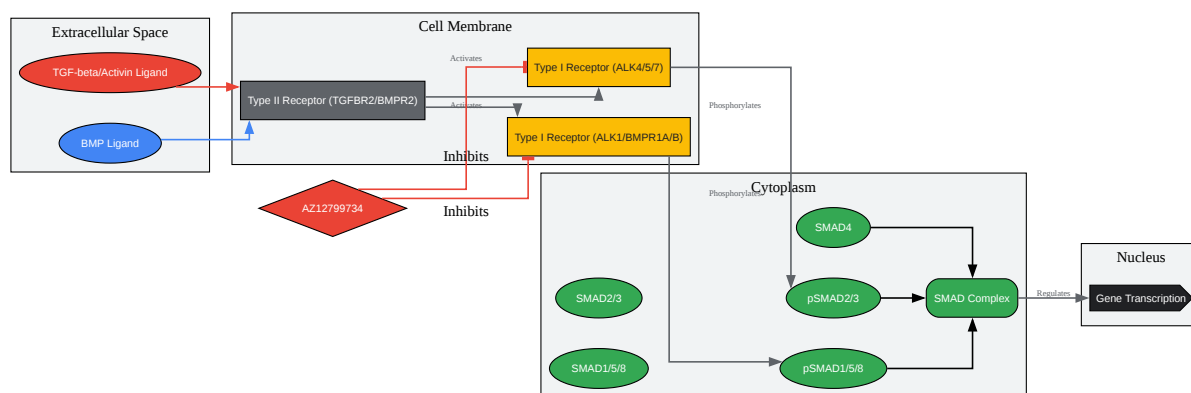 Extracellular Space
TGF-beta/Activin Ligand
BMP Ligand
Cell Membrane
Activates
Type I Receptor (ALK4/5/7)
Type II Receptor (TGFBR2/BMPR2)
Activates
Type I Receptor (ALK1/BMPR1A/B)
Inhibits
AZ12799734
Inhibits
Phosphorylates
Phosphorylates
Cytoplasm
SMAD4
SMAD2/3
pSMAD2/3
SMAD Complex
SMAD1/5/8
pSMAD1/5/8
Regulates
Nucleus
Gene Transcription